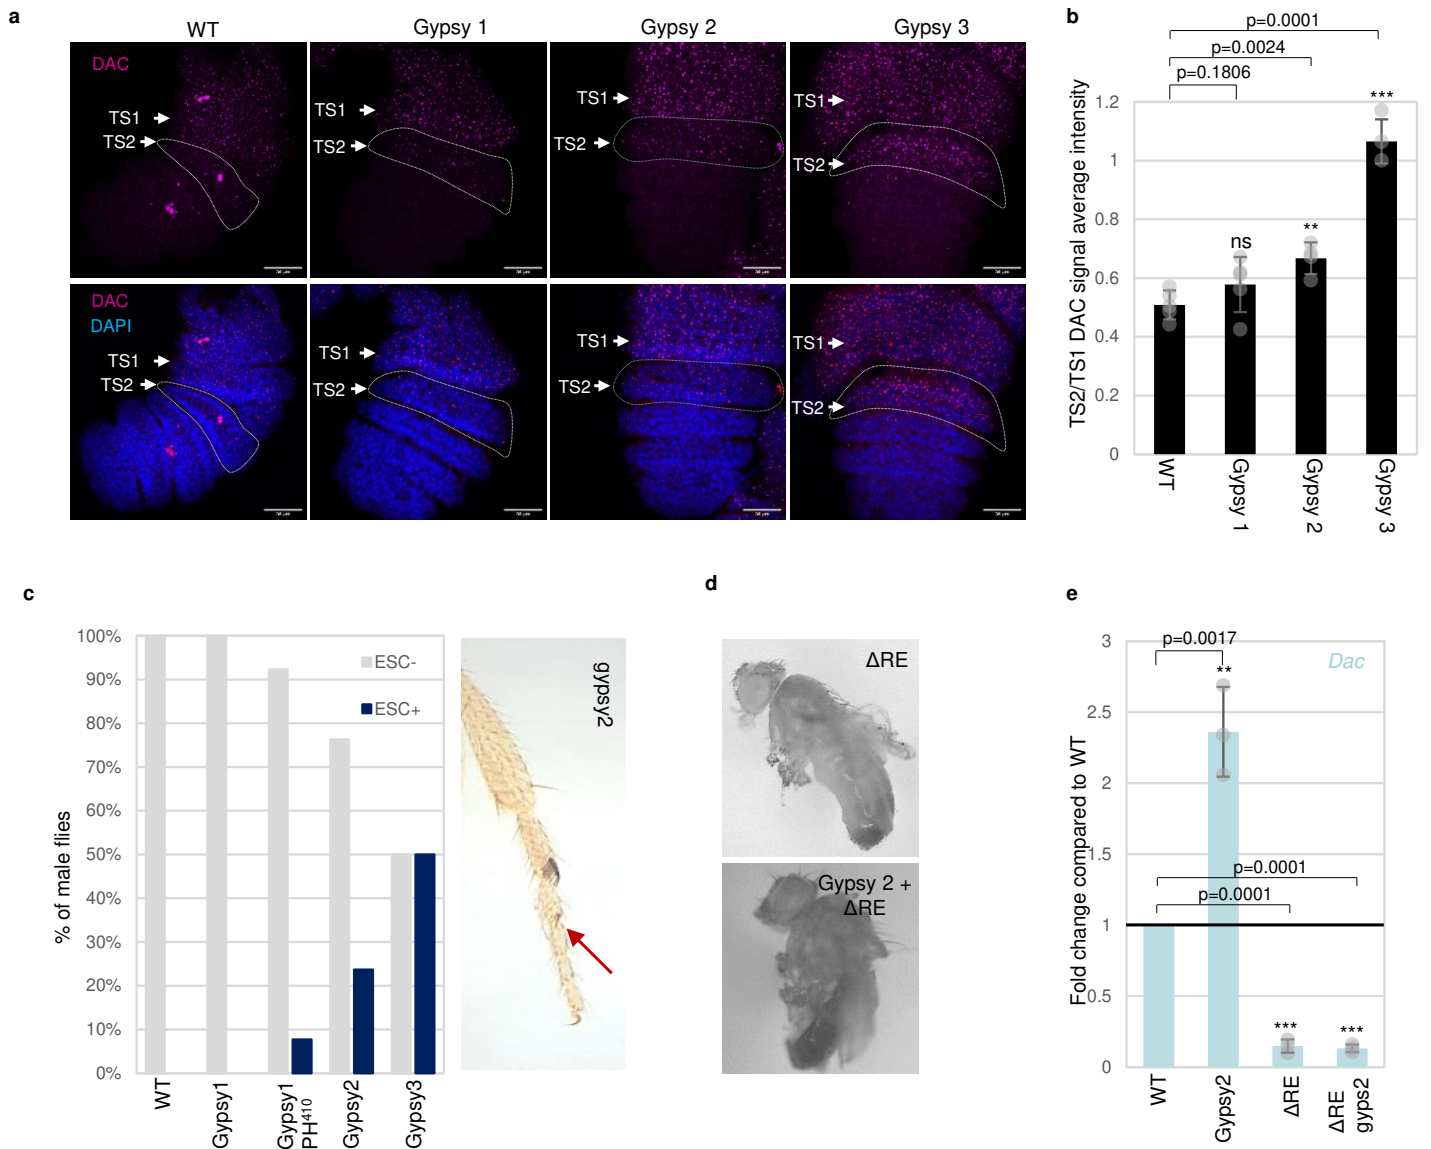 a
WT
Gypsy 1
Gypsy 2
Gypsy 3
DAC
TS1
TS2
TS1
TS2
TS1
TS2
TS1
TS2
DAC
DAPI
TS1
TS2
TS1
TS2
TS1
TS2
TS1
TS2
b
p=0.0001
p=0.0024
p=0.1806
TS2/TS1 DAC signal average intensity
1.2
1
0.8
0.6
0.4
0.2
0
ns
**
***
WT
Gypsy 1
Gypsy 2
Gypsy 3
c
% of male flies
100%
90%
80%
70%
60%
50%
40%
30%
20%
10%
0%
ESC-
ESC+
WT
Gypsy1
Gypsy1
PH410
Gypsy2
Gypsy3
gypsy2
d
ΔRE
Gypsy 2 +
ΔRE
e
Fold change compared to WT
3
2.5
2
1.5
1
0.5
0
Dac
p=0.0017
**
p=0.0001
p=0.0001
***
***
WT
Gypsy2
ΔRE
ΔRE
gyps2